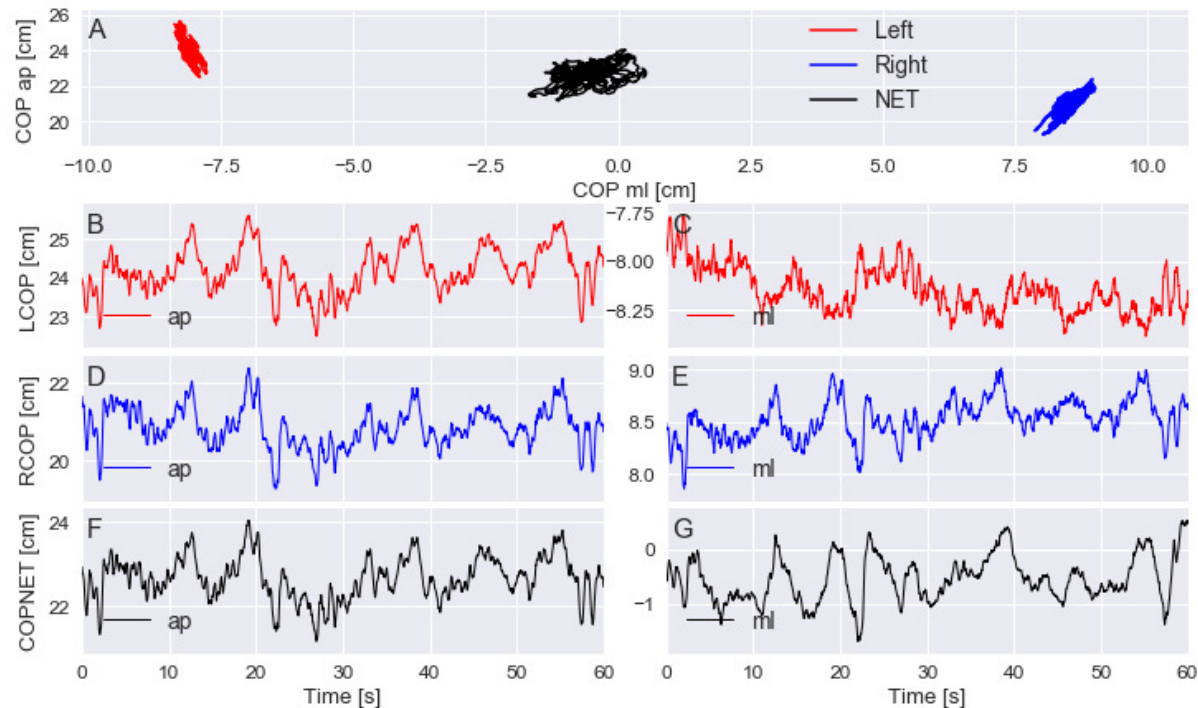 A
COP ap [cm]
26
24
22
20
Left
Right
NET
−10.0 −7.5 −5.0 −2.5 0.0 2.5 5.0 7.5 10.0
COP ml [cm]
B
LCOP [cm]
25
24
23
ap
C
−7.75
−8.00
−8.25
ml
D
RCOP [cm]
22
20
ap
E
9.0
8.5
8.0
ml
F
COPNET [cm]
24
22
ap
0 10 20 30 40 50 60
Time [s]
G
0
−1
ml
0 10 20 30 40 50 60
Time [s]